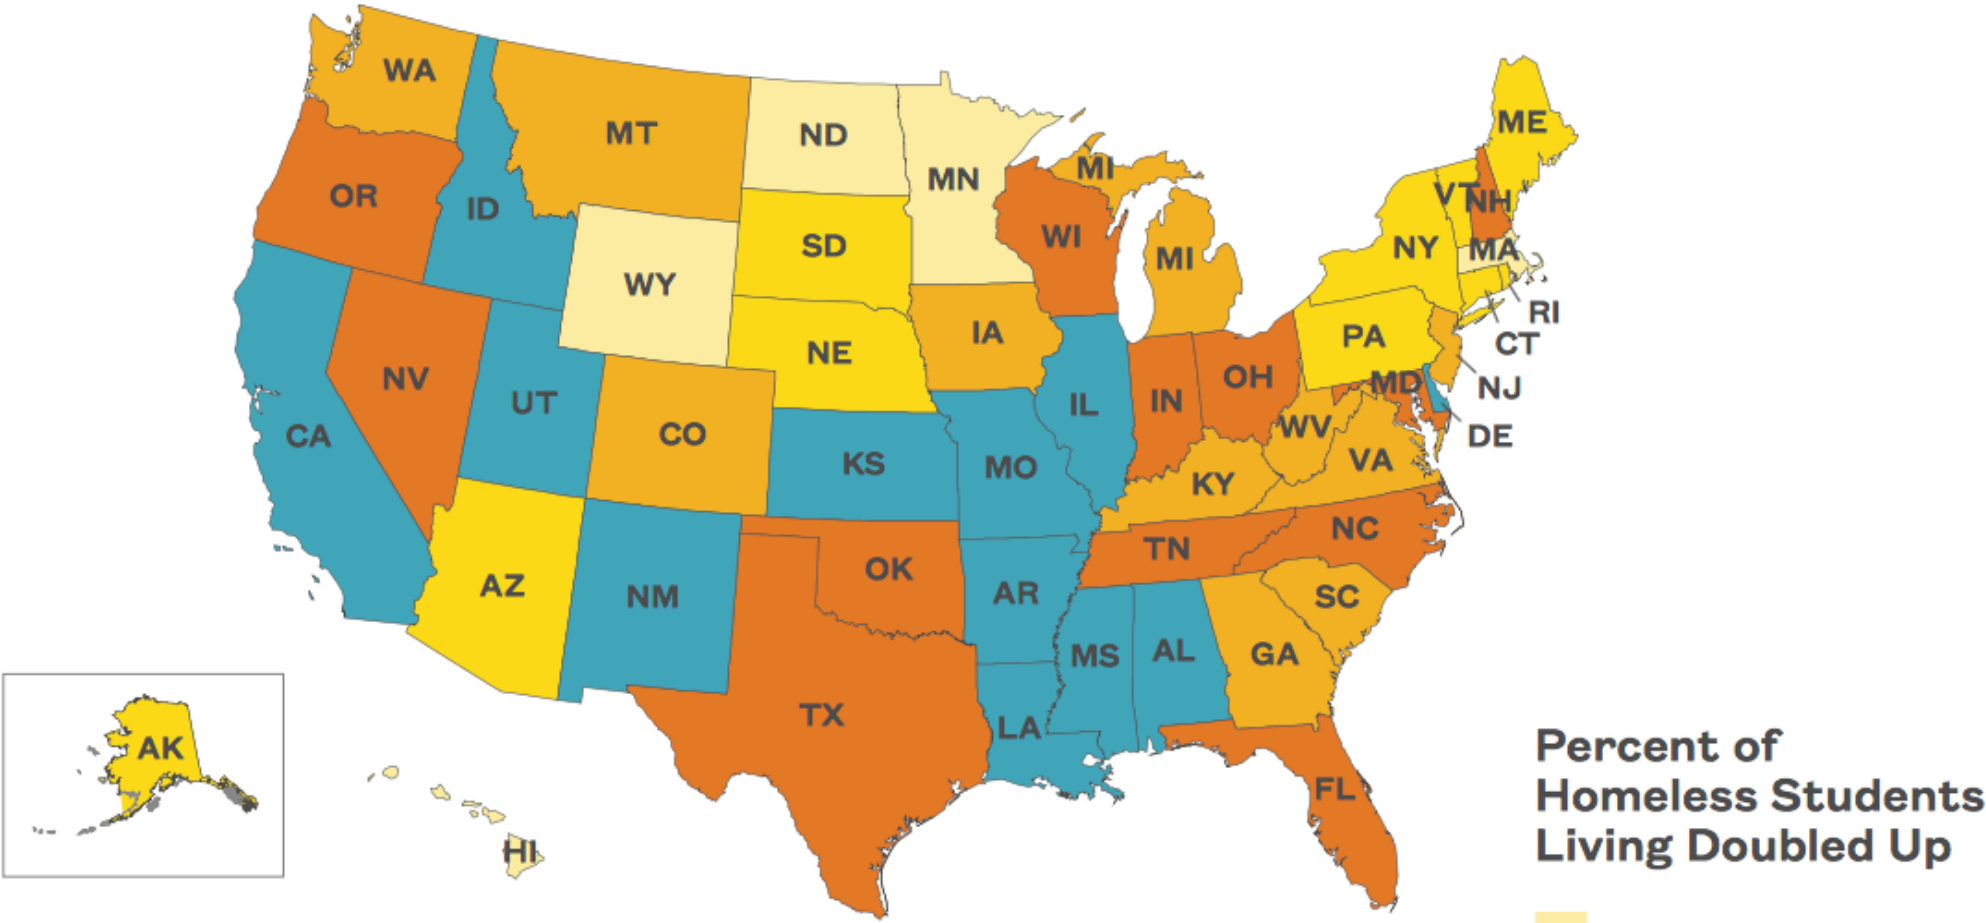 WA
MT
ND
MN
MI
ME
VT
NH
OR
ID
WI
SD
NY
MA
MI
WY
IA
RI
NE
PA
CT
NV
UT
CO
IL
IN
OH
MD
NJ
CA
KS
MO
WV
DE
KY
VA
TN
NC
OK
AZ
NM
AR
SC
MS
AL
GA
TX
LA
AK
HI
FL
Percent of
Homeless Students
Living Doubled Up